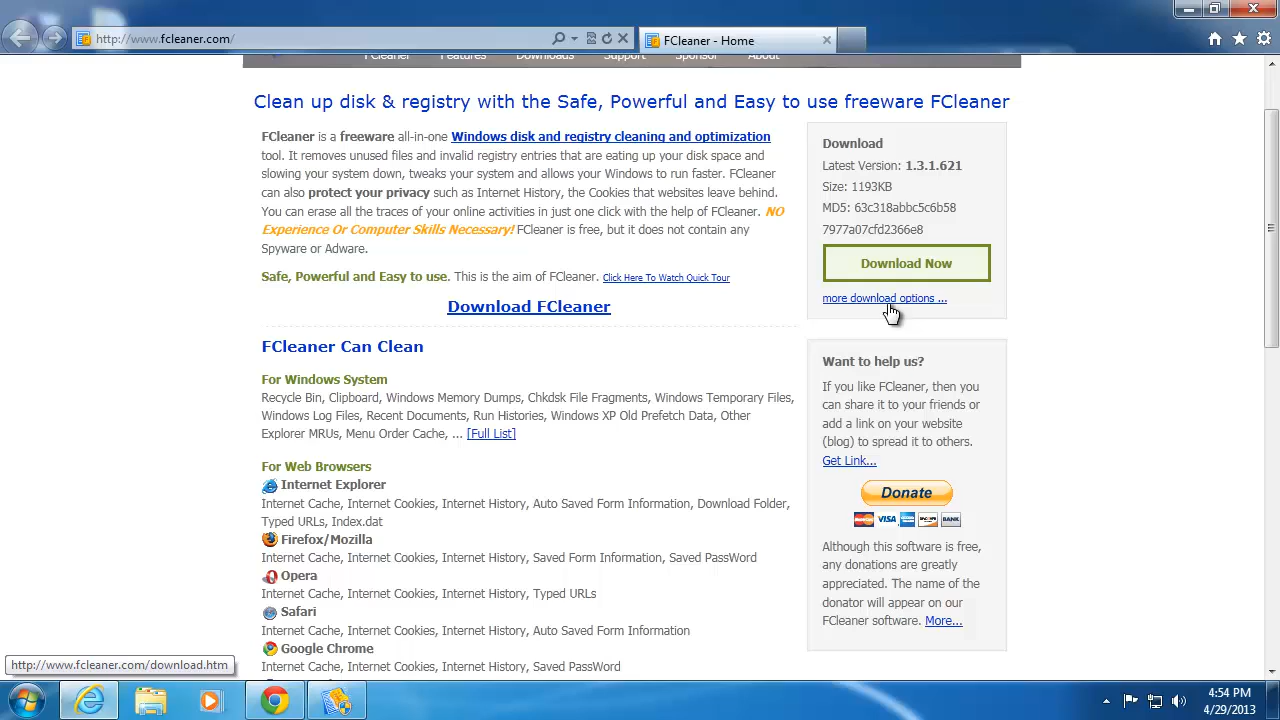 http://www.fcleaner.com/
FCleaner - Home
FCleaner Features Downloads Support Sponsor About
Clean up disk & registry with the Safe, Powerful and Easy to use freeware FCleaner
FCleaner is a freeware all-in-one Windows disk and registry cleaning and optimization
tool. It removes unused files and invalid registry entries that are eating up your disk space and
slowing your system down, tweaks your system and allows your Windows to run faster. FCleaner
can also protect your privacy such as Internet History, the Cookies that websites leave behind.
You can erase all the traces of your online activities in just one click with the help of FCleaner. NO
Experience Or Computer Skills Necessary! FCleaner is free, but it does not contain any
Spyware or Adware.
Safe, Powerful and Easy to use. This is the aim of FCleaner. Click Here To Watch Quick Tour
Download FCleaner
FCleaner Can Clean
For Windows System
Recycle Bin, Clipboard, Windows Memory Dumps, Chkdsk File Fragments, Windows Temporary Files,
Windows Log Files, Recent Documents, Run Histories, Windows XP Old Prefetch Data, Other
Explorer MRUs, Menu Order Cache, ... [Full List]
For Web Browsers
Internet Explorer
Internet Cache, Internet Cookies, Internet History, Auto Saved Form Information, Download Folder,
Typed URLs, Index.dat
Firefox/Mozilla
Internet Cache, Internet Cookies, Internet History, Saved Form Information, Saved PassWord
Opera
Internet Cache, Internet Cookies, Internet History, Typed URLs
Safari
Internet Cache, Internet Cookies, Internet History, Auto Saved Form Information
Google Chrome
Internet Cache, Internet Cookies, Internet History, Saved PassWord
Download
Latest Version: 1.3.1.621
Size: 1193KB
MD5: 63c318abbc5c6b58
7977a07cfd2366e8
Download Now
more download options ...
Want to help us?
If you like FCleaner, then you
can share it to your friends or
add a link on your website
(blog) to spread it to others.
Get Link...
Donate
VISA
BANK
Although this software is free,
any donations are greatly
appreciated. The name of the
donator will appear on our
FCleaner software. More...
http://www.fcleaner.com/download.htm
4:54 PM
4/29/2013